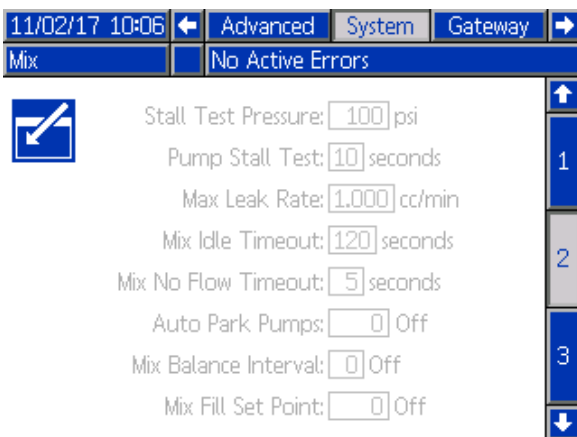 11/02/17 10:06 Advanced System Gateway
Mix No Active Errors
Stall Test Pressure: 100 psi
Pump Stall Test: 10 seconds
1
Max Leak Rate: 1.000 cc/min
Mix Idle Timeout: 120 seconds
2
Mix No Flow Timeout: 5 seconds
Auto Park Pumps: 0 Off
Mix Balance Interval: 0 Off
3
Mix Fill Set Point: 0 Off